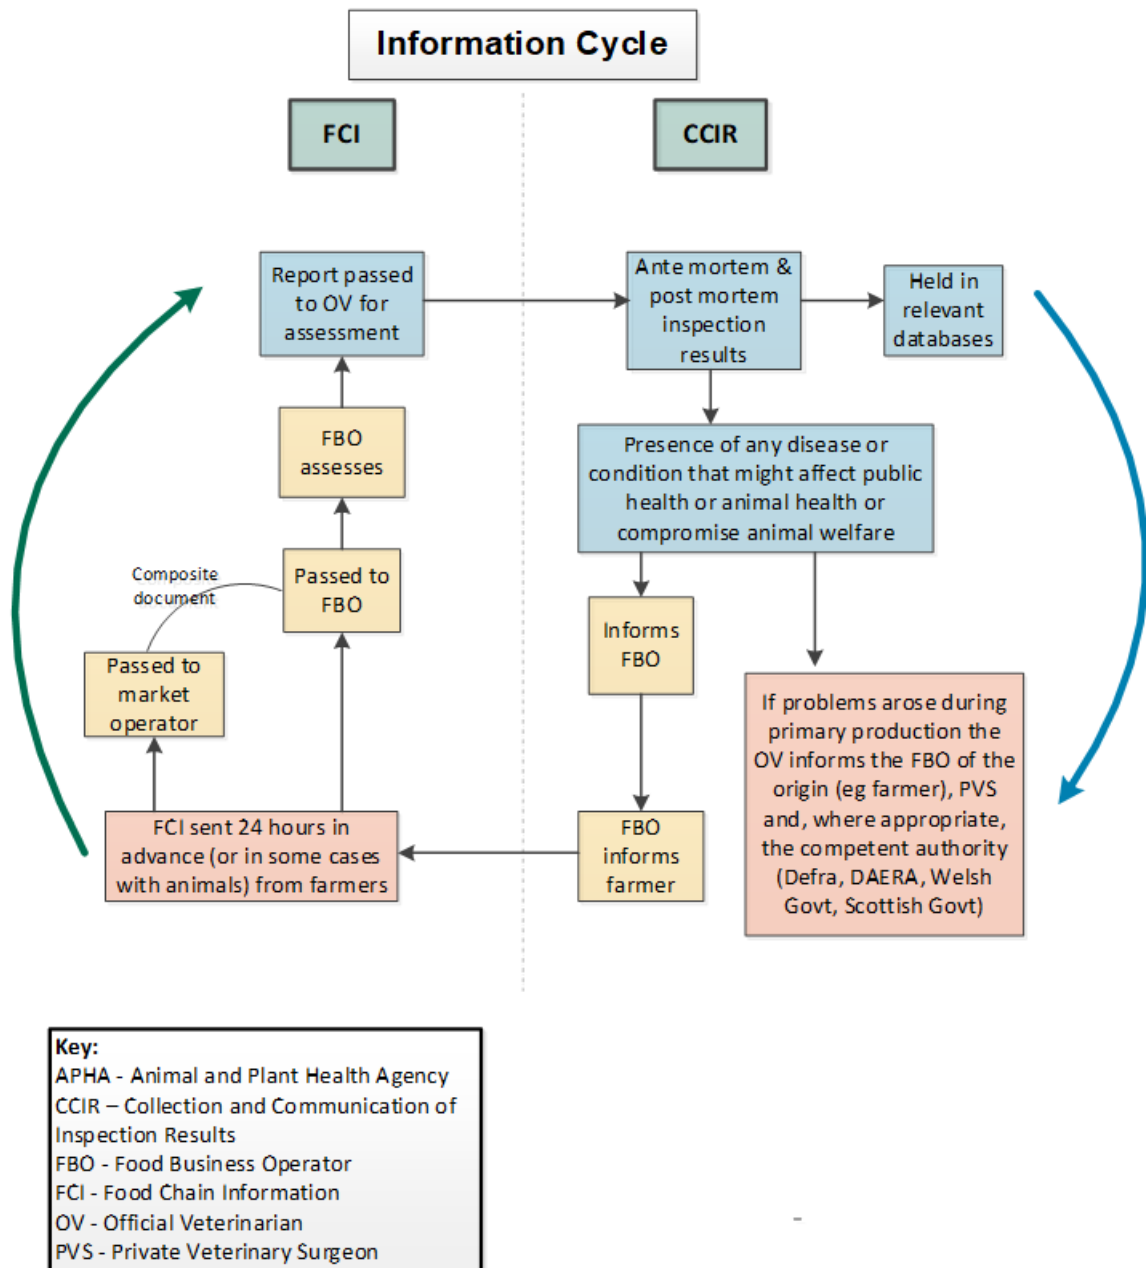 Information Cycle
FCI
CCIR
Report passed
to OV for
assessment
Ante mortem &
post mortem
inspection
results
Held in
relevant
databases
FBO
assesses
Presence of any disease or
condition that might affect public
health or animal health or
compromise animal welfare
Composite
document
Passed to
FBO
Informs
FBO
Passed to
market
operator
If problems arose during
primary production the
OV informs the FBO of the
origin (eg farmer), PVS
and, where appropriate,
the competent authority
(Defra, DAERA, Welsh
Govt, Scottish Govt)
FCI sent 24 hours in
advance (or in some cases
with animals) from farmers
FBO
informs
farmer
Key:
APHA - Animal and Plant Health Agency
CCIR – Collection and Communication of
Inspection Results
FBO - Food Business Operator
FCI - Food Chain Information
OV - Official Veterinarian
PVS - Private Veterinary Surgeon
-